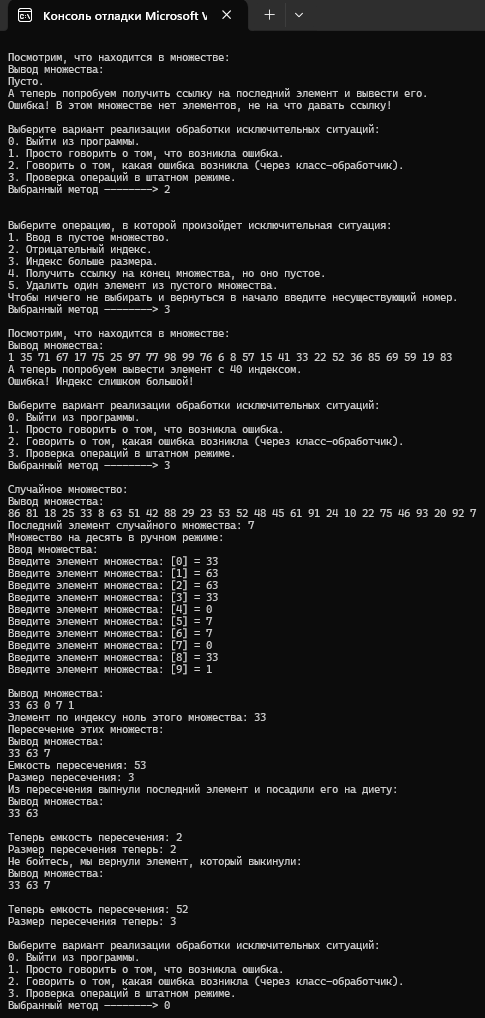 Консоль отладки Microsoft V
Посмотрим, что находится в множестве:
Вывод множества:
Пусто.
А теперь попробуем получить ссылку на последний элемент и вывести его.
Ошибка! В этом множестве нет элементов, не на что давать ссылку!
Выберите вариант реализации обработки исключительных ситуаций:
0. Выйти из программы.
1. Просто говорить о том, что возникла ошибка.
2. Говорить о том, какая ошибка возникла (через класс-обработчик).
3. Проверка операций в штатном режиме.
Выбранный метод --------> 2
Выберите операцию, в которой произойдет исключительная ситуация:
1. Ввод в пустое множество.
2. Отрицательный индекс.
3. Индекс больше размера.
4. Получить ссылку на конец множества, но оно пустое.
5. Удалить один элемент из пустого множества.
Чтобы ничего не выбирать и вернуться в начало введите несуществующий номер.
Выбранный метод --------> 3
Посмотрим, что находится в множестве:
Вывод множества:
1 35 71 67 17 75 25 97 77 98 99 76 6 8 57 15 41 33 22 52 36 85 69 59 19 83
А теперь попробуем вывести элемент с 40 индексом.
Ошибка! Индекс слишком большой!
Выберите вариант реализации обработки исключительных ситуаций:
0. Выйти из программы.
1. Просто говорить о том, что возникла ошибка.
2. Говорить о том, какая ошибка возникла (через класс-обработчик).
3. Проверка операций в штатном режиме.
Выбранный метод --------> 3
Случайное множество:
Вывод множества:
86 81 18 25 33 8 63 51 42 88 29 23 53 52 48 45 61 91 24 10 22 75 46 93 20 92 7
Последний элемент случайного множества: 7
Множество на десять в ручном режиме:
Ввод множества:
Введите элемент множества: [0] = 33
Введите элемент множества: [1] = 63
Введите элемент множества: [2] = 63
Введите элемент множества: [3] = 33
Введите элемент множества: [4] = 0
Введите элемент множества: [5] = 7
Введите элемент множества: [6] = 7
Введите элемент множества: [7] = 0
Введите элемент множества: [8] = 33
Введите элемент множества: [9] = 1
Вывод множества:
33 63 0 7 1
Элемент по индексу ноль этого множества: 33
Пересечение этих множеств:
Вывод множества:
33 63 7
Емкость пересечения: 53
Размер пересечения: 3
Из пересечения выпнули последний элемент и посадили его на диету:
Вывод множества:
33 63
Теперь емкость пересечения: 2
Размер пересечения теперь: 2
Не бойтесь, мы вернули элемент, который выкинули:
Вывод множества:
33 63 7
Теперь емкость пересечения: 52
Размер пересечения теперь: 3
Выберите вариант реализации обработки исключительных ситуаций:
0. Выйти из программы.
1. Просто говорить о том, что возникла ошибка.
2. Говорить о том, какая ошибка возникла (через класс-обработчик).
3. Проверка операций в штатном режиме.
Выбранный метод --------> 0